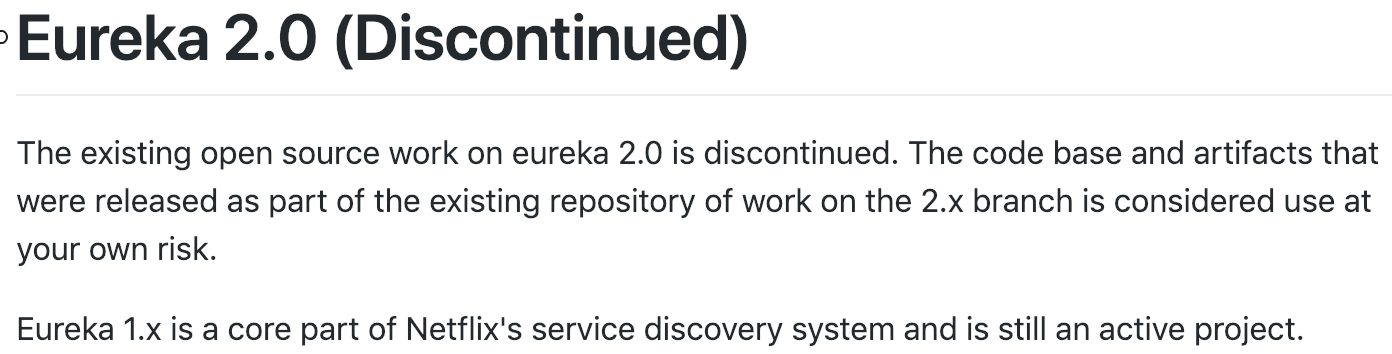 Eureka 2.0 (Discontinued)
The existing open source work on eureka 2.0 is discontinued. The code base and artifacts that
were released as part of the existing repository of work on the 2.x branch is considered use at
your own risk.
Eureka 1.x is a core part of Netflix's service discovery system and is still an active project.